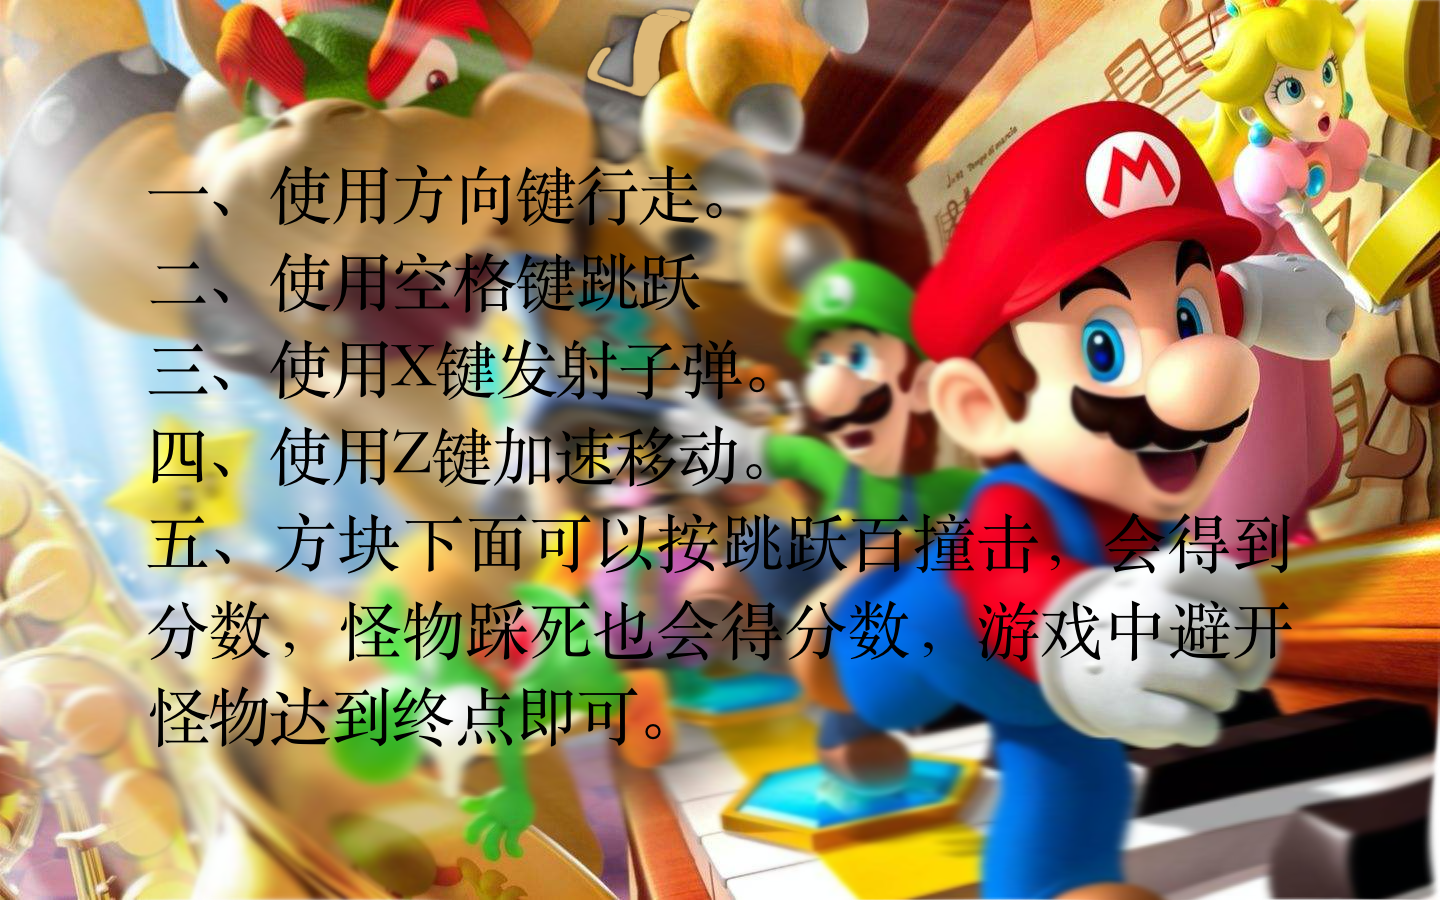 一、使用方向键行走。
二、使用空格键跳跃
三、使用X键发射子弹。
四、使用Z键加速移动。
五、方块下面可以按跳跃百撞击，会得到
分数，怪物踩死也会得分数，游戏中避开
怪物达到终点即可。
M